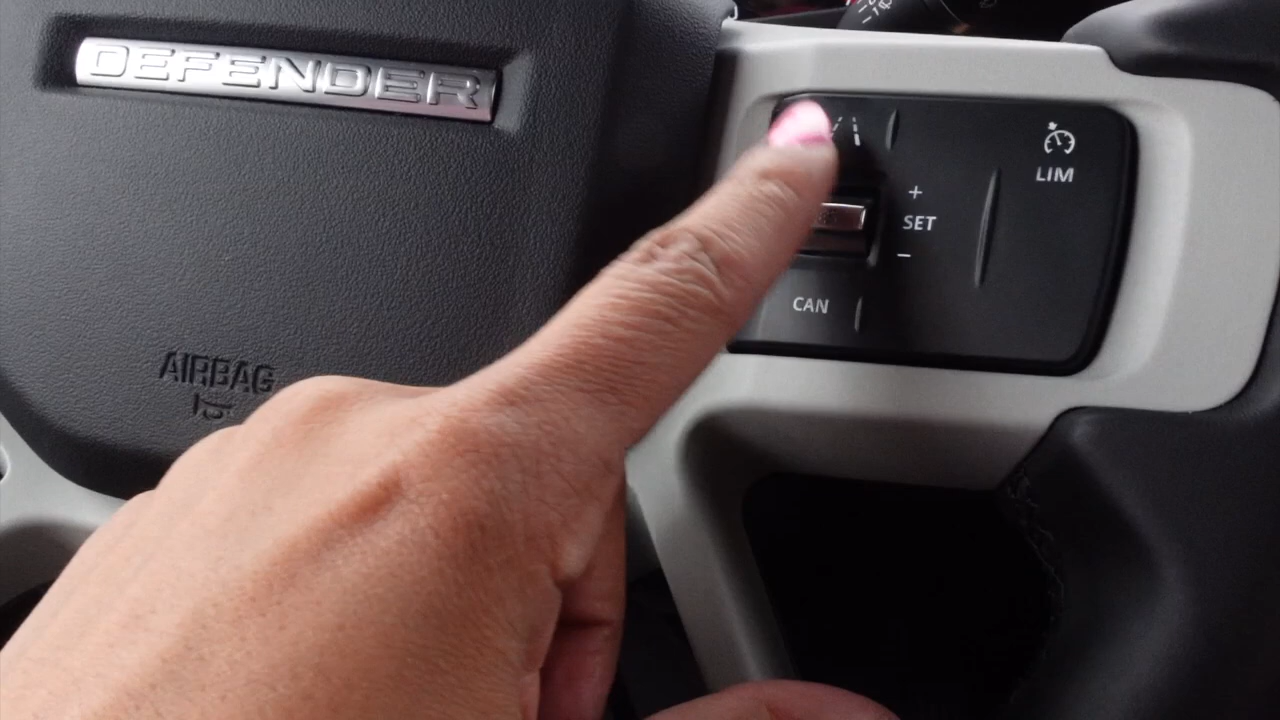 DEFENDER
LIM
+
SET
−
CAN
AIRBAG